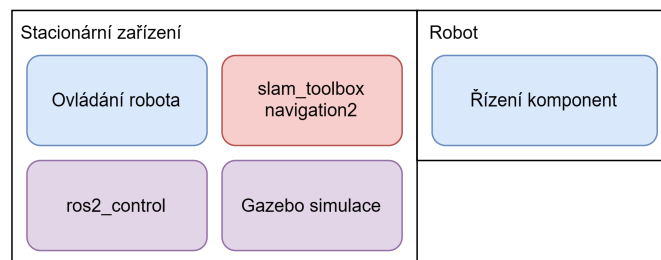 Stacionární zařízení
Robot
Ovládání robota
slam_toolbox
navigation2
Řízení komponent
ros2_control
Gazebo simulace